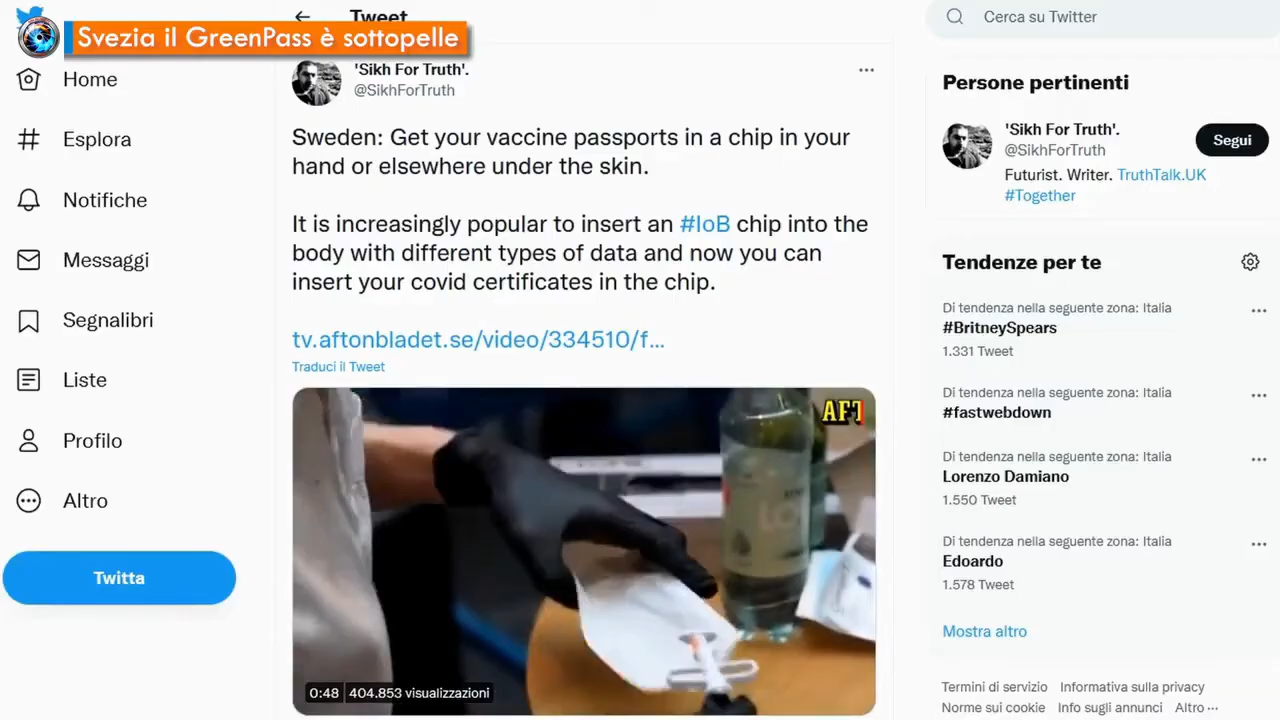 Tweet
Svezia il GreenPass è sottopelle
Home
Esplora
Notifiche
Messaggi
Segnalibri
Liste
Profilo
Altro
Twitta
'Sikh For Truth'.
@SikhForTruth
Sweden: Get your vaccine passports in a chip in your
hand or elsewhere under the skin.
It is increasingly popular to insert an #IoB chip into the
body with different types of data and now you can
insert your covid certificates in the chip.
tv.aftonbladet.se/video/334510/f...
Traduci il Tweet
AFT
0:48 404.853 visualizzazioni
Cerca su Twitter
Persone pertinenti
'Sikh For Truth'.
@SikhForTruth
Segui
Futurist. Writer. TruthTalk.UK
#Together
Tendenze per te
Di tendenza nella seguente zona: Italia
#BritneySpears
1.331 Tweet
Di tendenza nella seguente zona: Italia
#fastwebdown
Di tendenza nella seguente zona: Italia
Lorenzo Damiano
1.550 Tweet
Di tendenza nella seguente zona: Italia
Edoardo
1.578 Tweet
Mostra altro
Termini di servizio Informativa sulla privacy
Norme sui cookie Info sugli annunci Altro ···